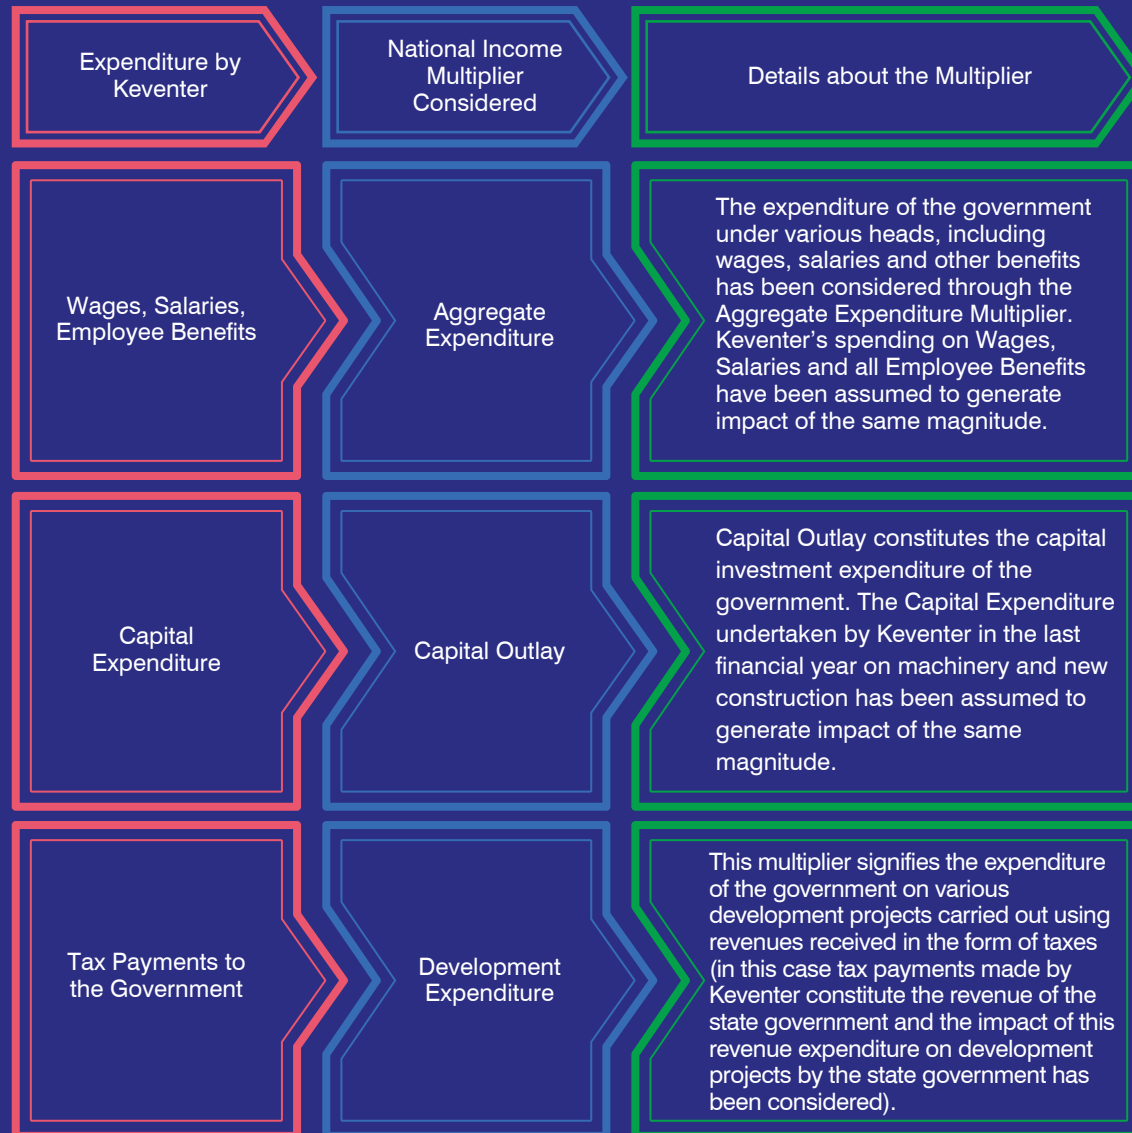 Expenditure by
Keventer
National Income
Multiplier
Considered
Details about the Multiplier
Wages, Salaries,
Employee Benefits
Aggregate
Expenditure
The expenditure of the government
under various heads, including
wages, salaries and other benefits
has been considered through the
Aggregate Expenditure Multiplier.
Keventer’s spending on Wages,
Salaries and all Employee Benefits
have been assumed to generate
impact of the same magnitude.
Capital
Expenditure
Capital Outlay
Capital Outlay constitutes the capital
investment expenditure of the
government. The Capital Expenditure
undertaken by Keventer in the last
financial year on machinery and new
construction has been assumed to
generate impact of the same
magnitude.
Tax Payments to
the Government
Development
Expenditure
This multiplier signifies the expenditure
of the government on various
development projects carried out using
revenues received in the form of taxes
(in this case tax payments made by
Keventer constitute the revenue of the
state government and the impact of this
revenue expenditure on development
projects by the state government has
been considered).